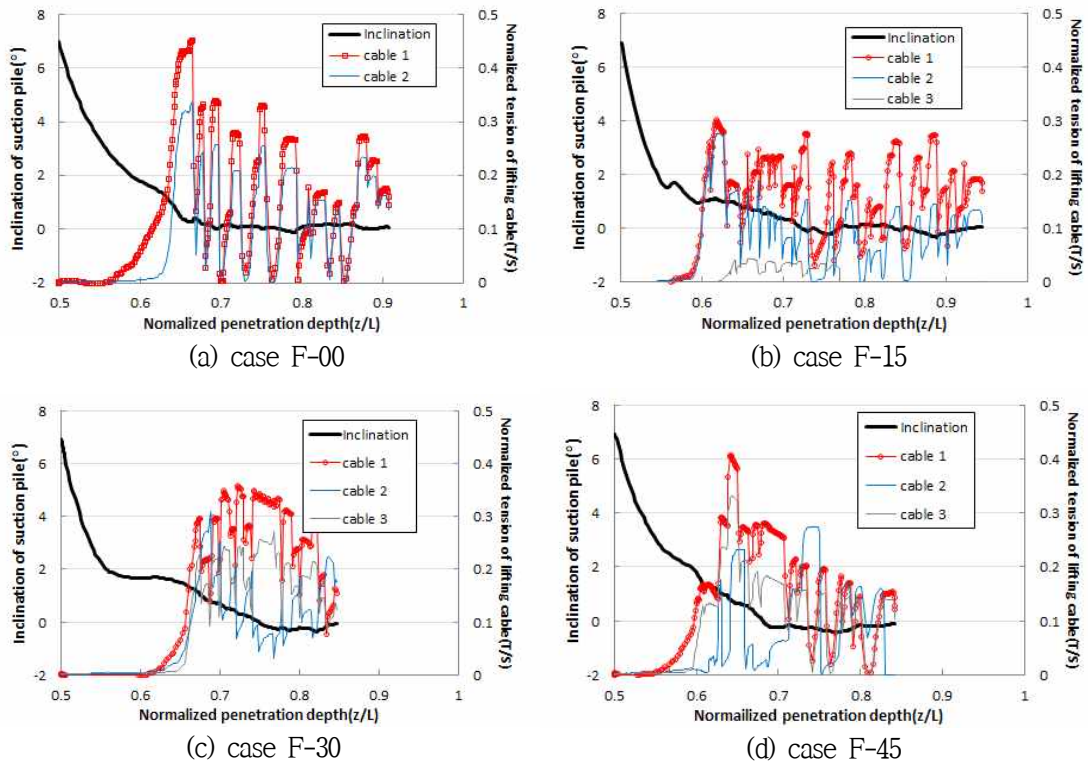 Inclination of suction pile(°)
8
6
4
2
0
-2
0.5
0.6
0.7
0.8
0.9
1
0.5
0.4
0.3
0.2
0.1
0
Normalized tension of lifting cable(T/S)
Inclination
cable 1
cable 2
Nomalized penetration depth(z/L)
(a) case F-00
Inclination of suction pile(°)
8
6
4
2
0
-2
0.5
0.6
0.7
0.8
0.9
1
0.5
0.4
0.3
0.2
0.1
0
Normalized tension of lifting cable(T/S)
Inclination
cable 1
cable 2
cable 3
Normalized penetration depth(z/L)
(b) case F-15
Inclination of suction pile(°)
8
6
4
2
0
-2
0.5
0.6
0.7
0.8
0.9
1
0.5
0.4
0.3
0.2
0.1
0
Normalized tension of lifting cable(T/S)
Inclination
cable 1
cable 2
cable 3
Normalized penetration depth(z/L)
(c) case F-30
Inclination of suction pile(°)
8
6
4
2
0
-2
0.5
0.6
0.7
0.8
0.9
1
0.5
0.4
0.3
0.2
0.1
0
Normalized tension of lifting cable(T/S)
Inclination
cable 1
cable 2
cable 3
Normalized penetration depth(z/L)
(d) case F-45